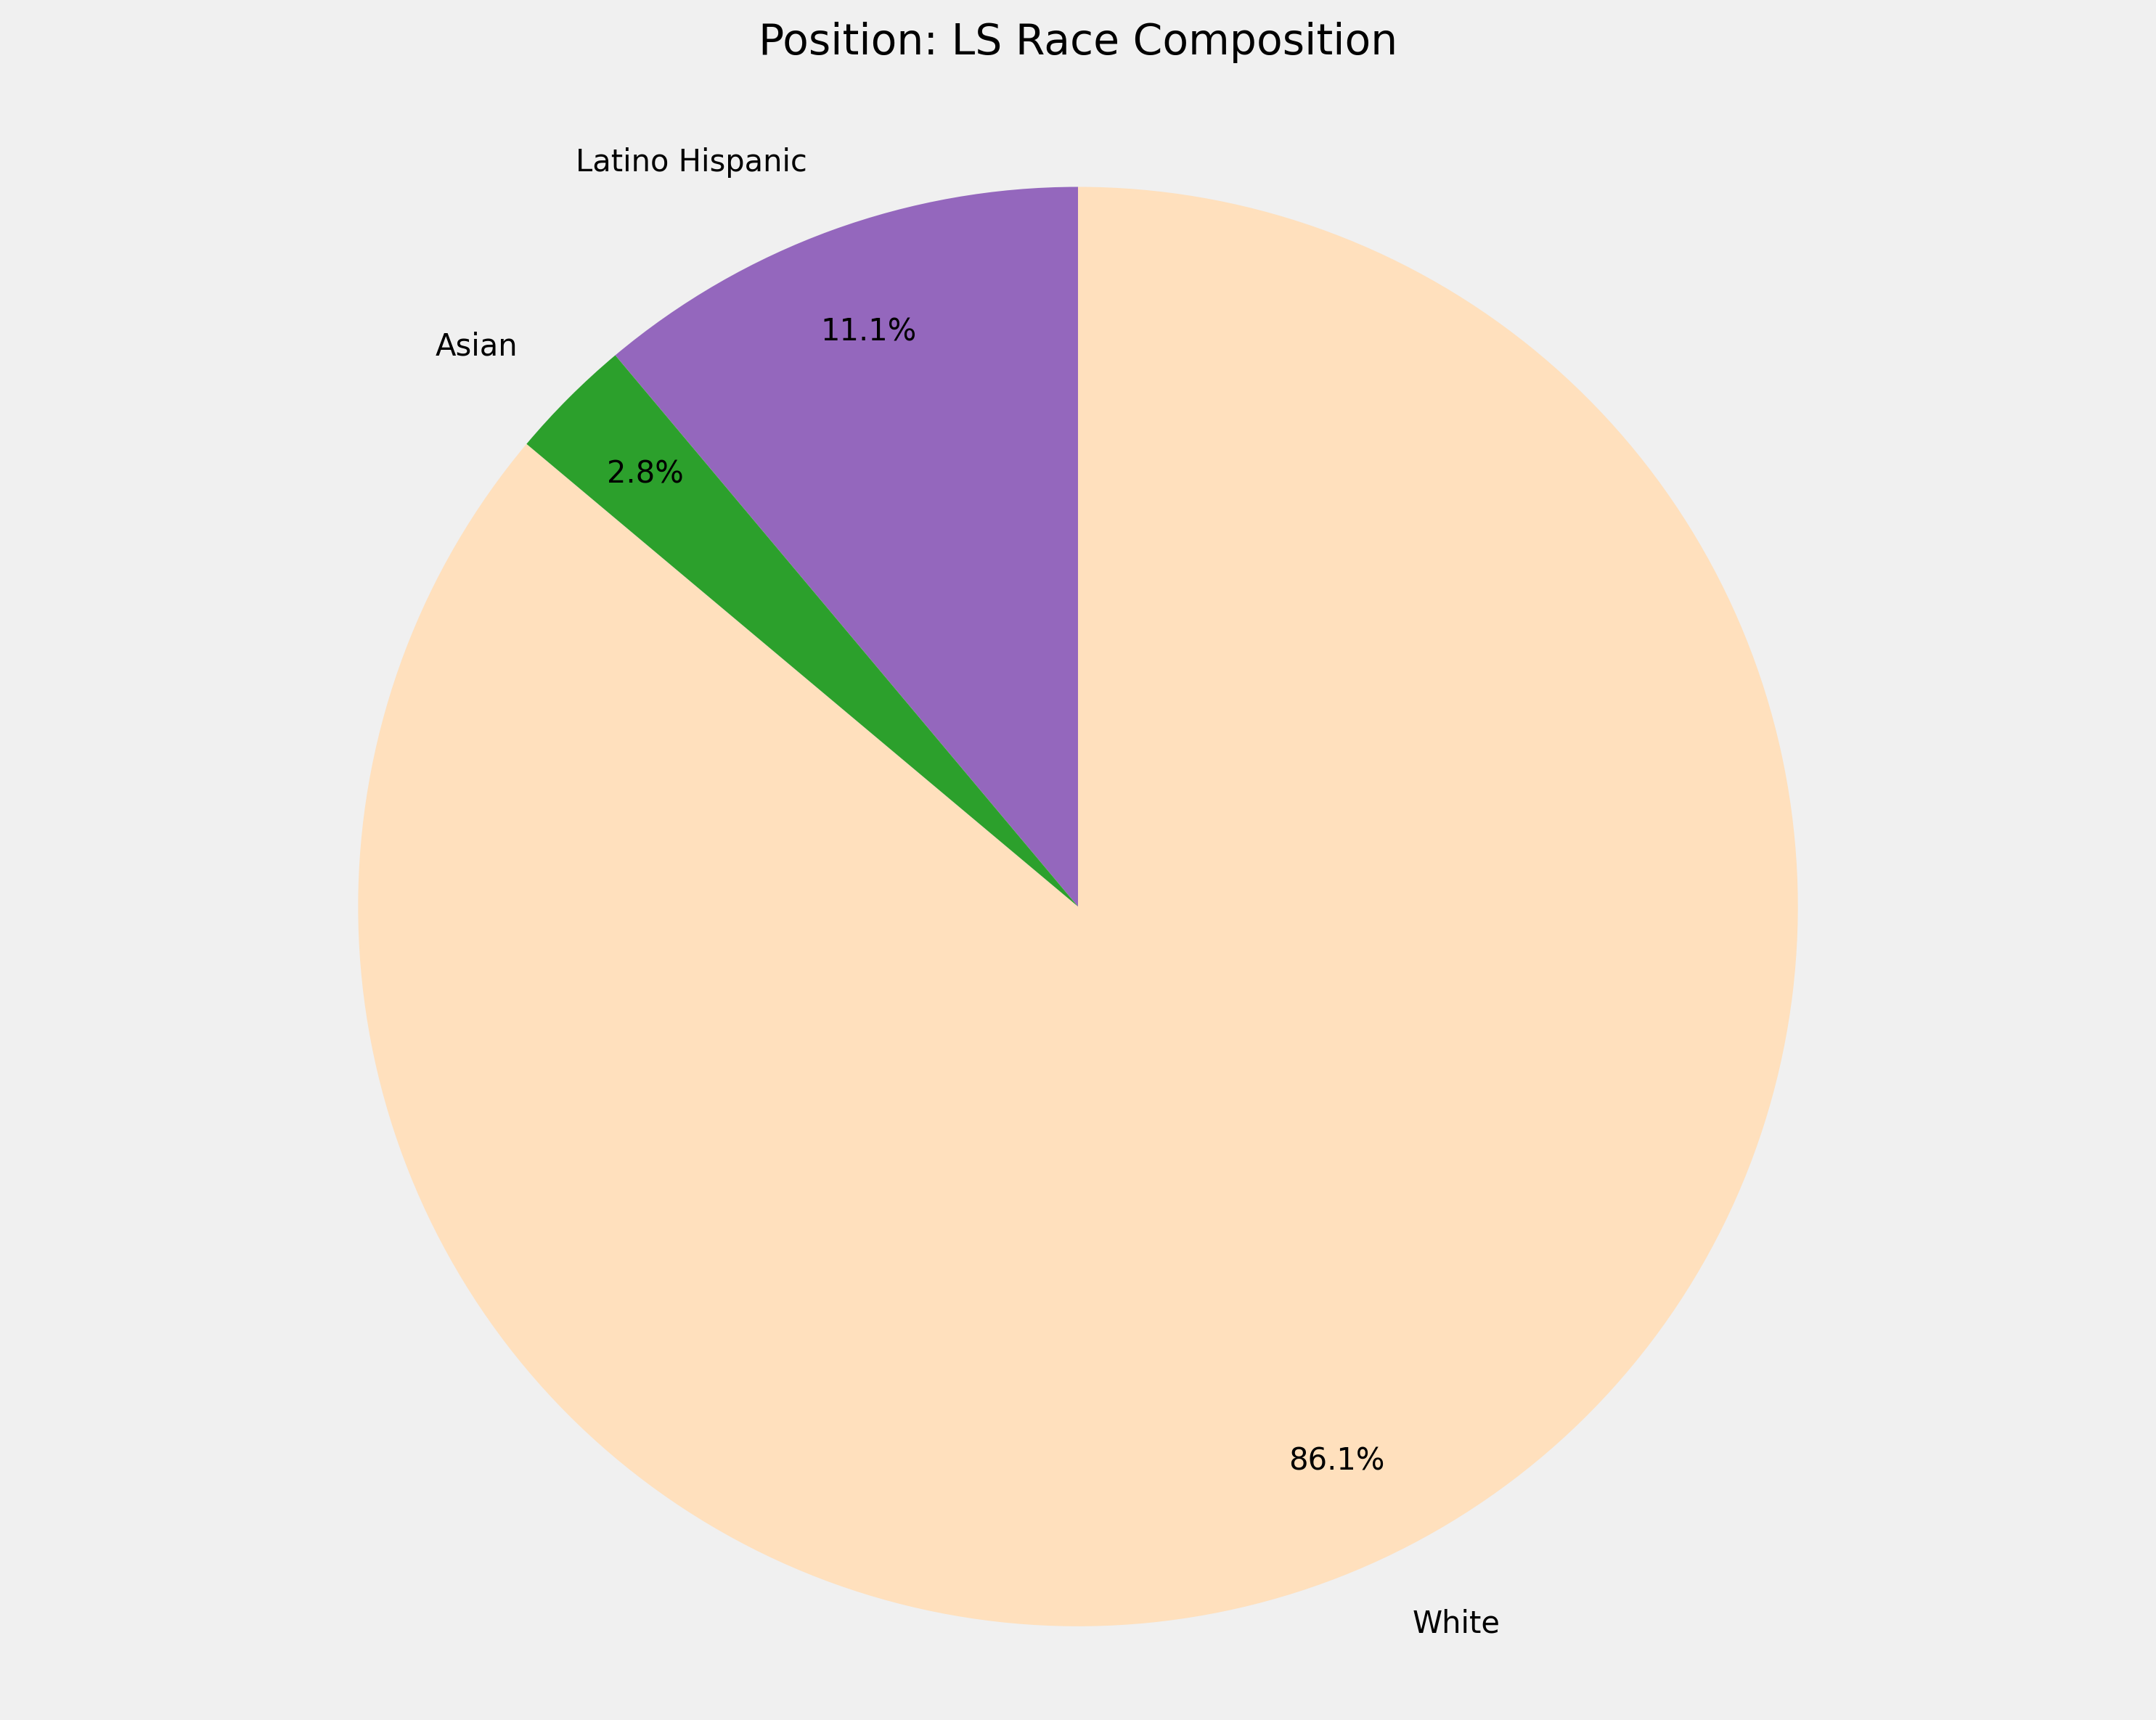 Position: LS Race Composition
Latino Hispanic
11.1%
Asian
2.8%
86.1%
White